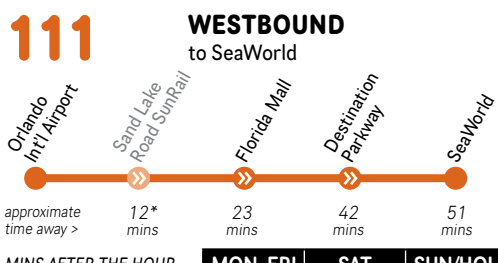 111
WESTBOUND
to SeaWorld
Orlando
Int'l Airport
Sand Lake
Road SunRail
Florida Mall
Destination
Parkway
SeaWorld
approximate
time away >
12*
mins
23
mins
42
mins
51
mins
MINS AFTER THE HOUR
MON-FRI
SAT
SUN/HOL